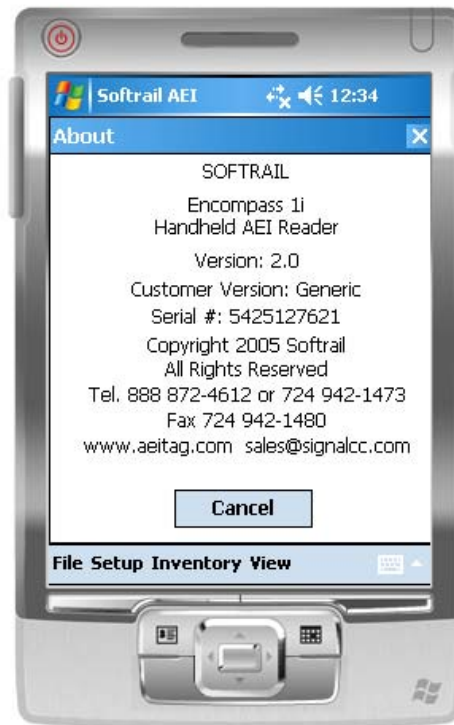 Softrail AEI 12:34
About
SOFTRAIL
Encompass 1i
Handheld AEI Reader
Version: 2.0
Customer Version: Generic
Serial #: 5425127621
Copyright 2005 Softrail
All Rights Reserved
Tel. 888 872-4612 or 724 942-1473
Fax 724 942-1480
www.aeitag.com sales@signalcc.com
Cancel
File Setup Inventory View